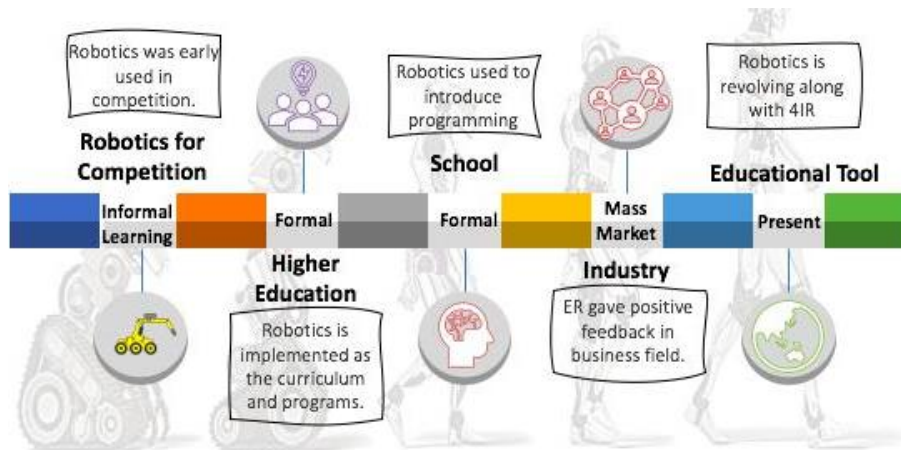 Robotics was early
used in
competition.
Robotics for
Competition
Informal
Learning
Formal
Higher
Education
Robotics is
implemented as
the curriculum
and programs.
Robotics used to
introduce
programming
School
Formal
Mass
Market
Industry
ER gave positive
feedback in
business field.
Robotics is
revolving along
with 4IR
Educational Tool
Present